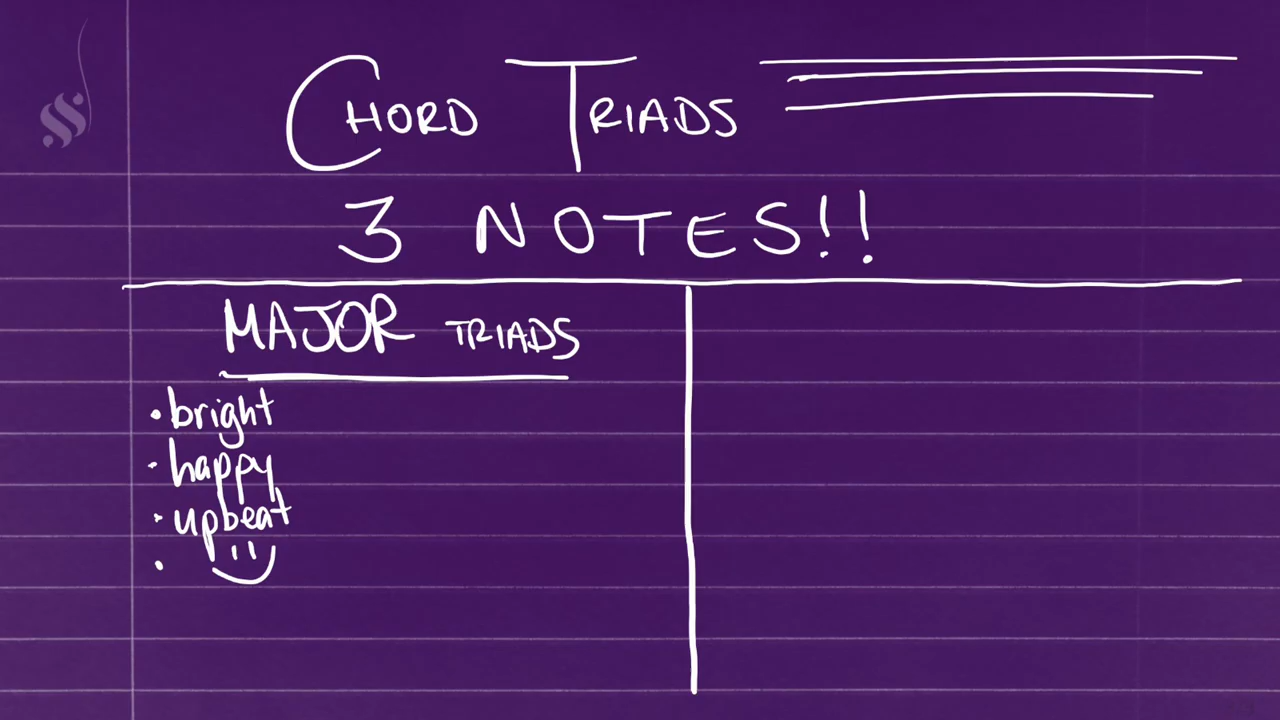 CHORD TRIADS
3 NOTES!!
MAJOR TRIADS
• bright
• happy
• upbeat
•